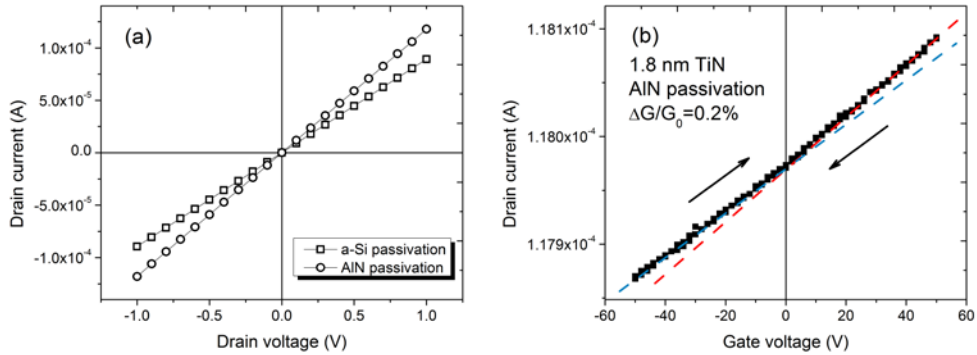 (a)
Drain current (A)
1.0x10⁻⁴
5.0x10⁻⁵
0.0
-5.0x10⁻⁵
-1.0x10⁻⁴
a-Si passivation
AlN passivation
-1.0
-0.5
0.0
0.5
1.0
Drain voltage (V)
(b)
1.8 nm TiN
AlN passivation
ΔG/G₀=0.2%
Drain current (A)
1.181x10⁻⁴
1.180x10⁻⁴
1.179x10⁻⁴
-60
-40
-20
0
20
40
60
Gate voltage (V)